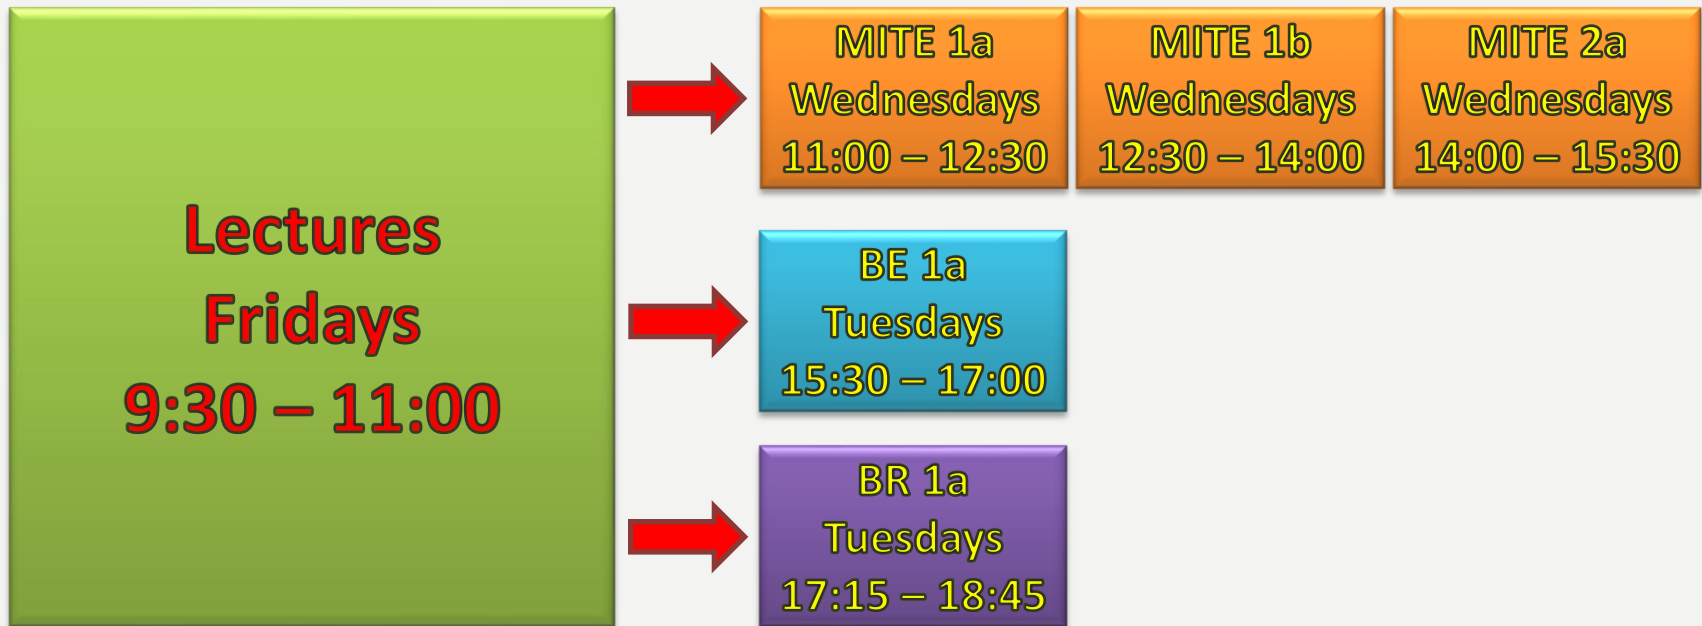 Lectures
Fridays
9:30 – 11:00
MITE 1a
Wednesdays
11:00 – 12:30
MITE 1b
Wednesdays
12:30 – 14:00
MITE 2a
Wednesdays
14:00 – 15:30
BE 1a
Tuesdays
15:30 – 17:00
BR 1a
Tuesdays
17:15 – 18:45